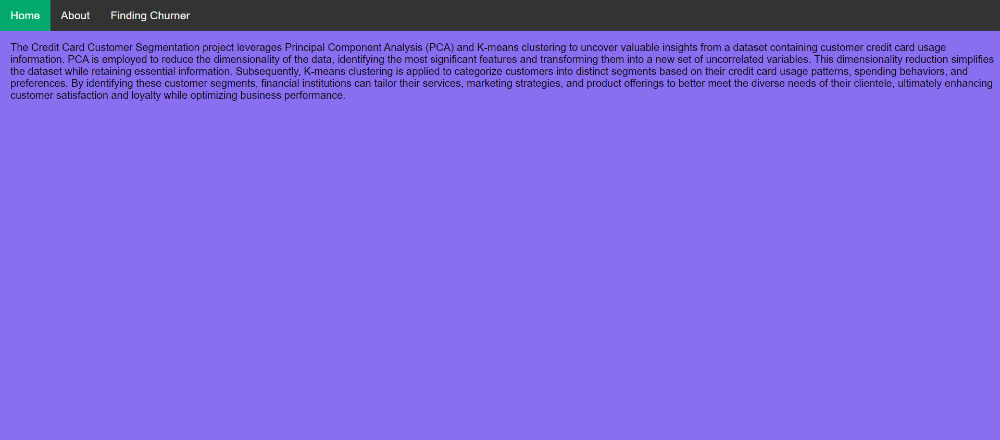 Home About Finding Churner
The Credit Card Customer Segmentation project leverages Principal Component Analysis (PCA) and K-means clustering to uncover valuable insights from a dataset containing customer credit card usage
information. PCA is employed to reduce the dimensionality of the data, identifying the most significant features and transforming them into a new set of uncorrelated variables. This dimensionality reduction simplifies
the dataset while retaining essential information. Subsequently, K-means clustering is applied to categorize customers into distinct segments based on their credit card usage patterns, spending behaviors, and
preferences. By identifying these customer segments, financial institutions can tailor their services, marketing strategies, and product offerings to better meet the diverse needs of their clientele, ultimately enhancing
customer satisfaction and loyalty while optimizing business performance.